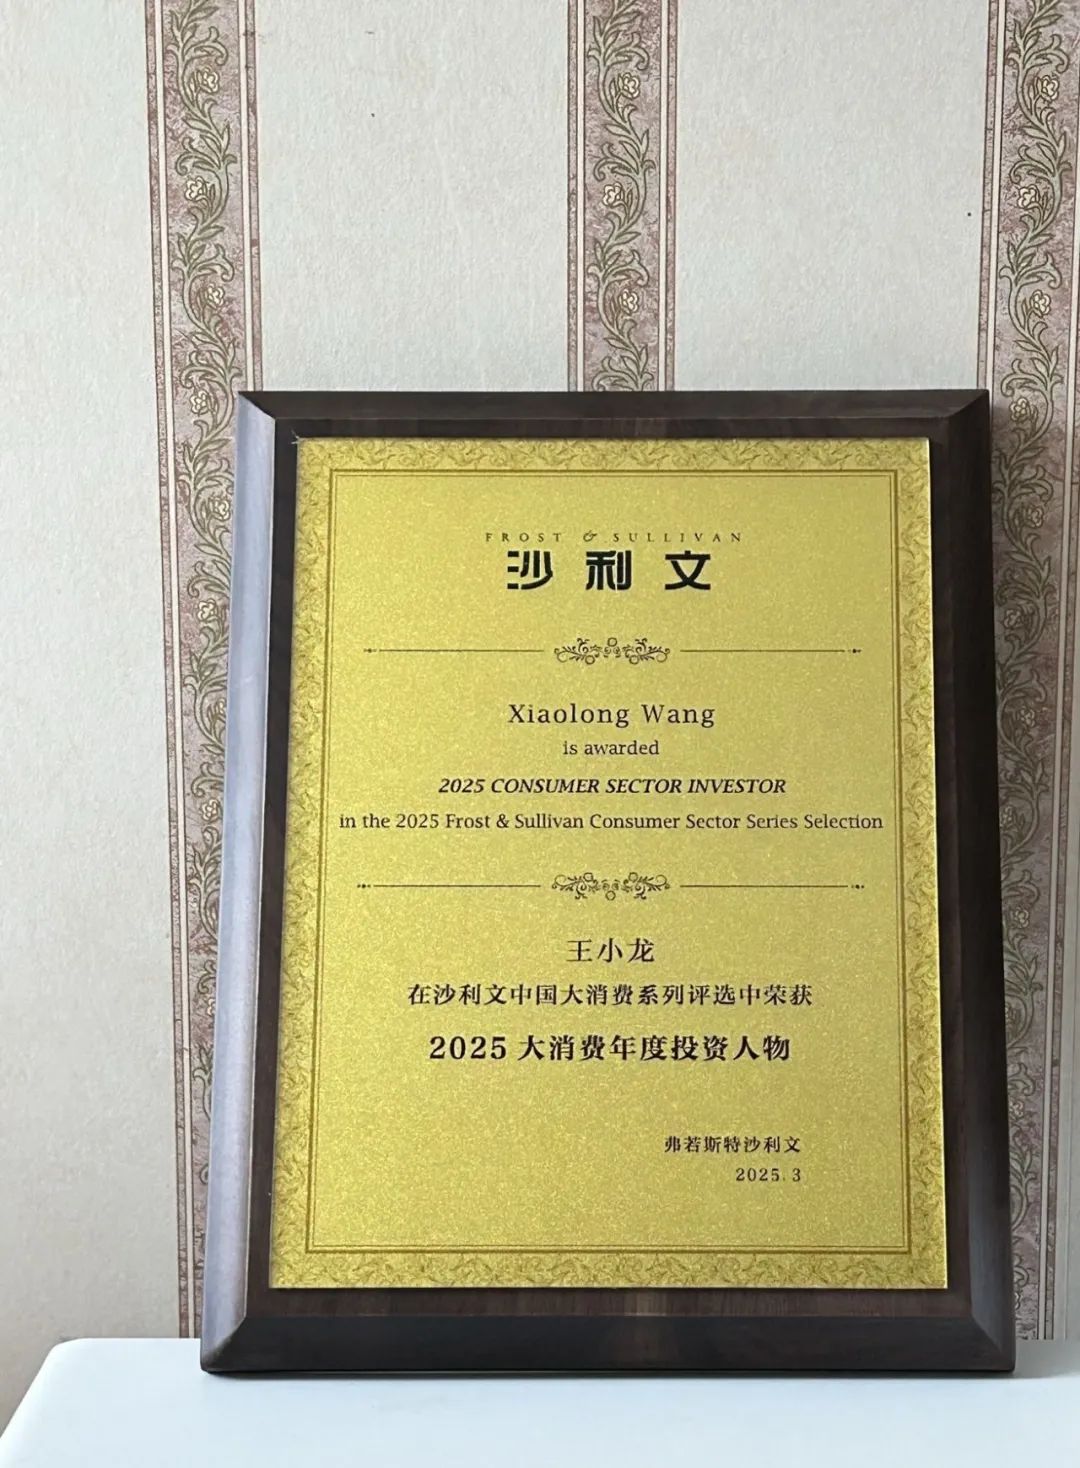 FROST & SULLIVAN
沙利文
Xiaolong Wang
is awarded
2025 CONSUMER SECTOR INVESTOR
in the 2025 Frost & Sullivan Consumer Sector Series Selection
王小龙
在沙利文中国大消费系列评选中荣获
2025 大消费年度投资人物
弗若斯特沙利文
2025.3